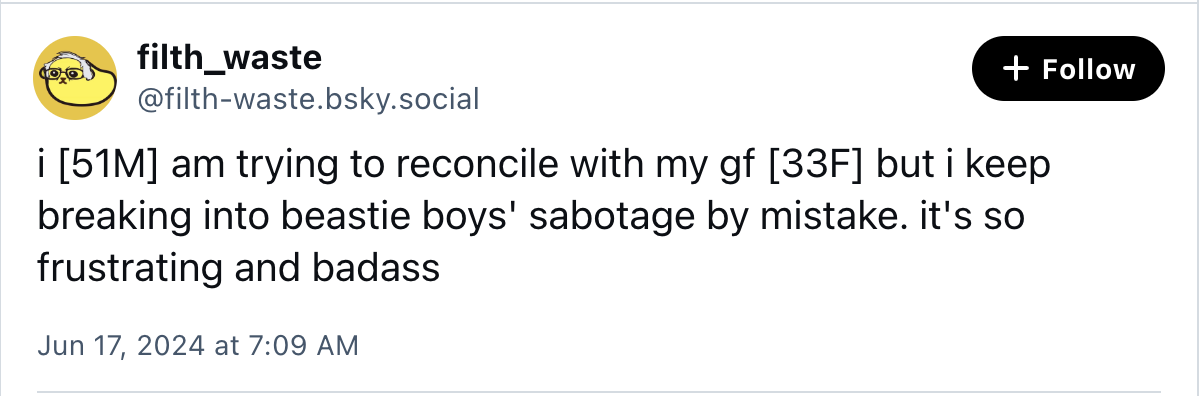 filth_waste
@filth-waste.bsky.social
+ Follow
i [51M] am trying to reconcile with my gf [33F] but i keep
breaking into beastie boys' sabotage by mistake. it's so
frustrating and badass
Jun 17, 2024 at 7:09 AM